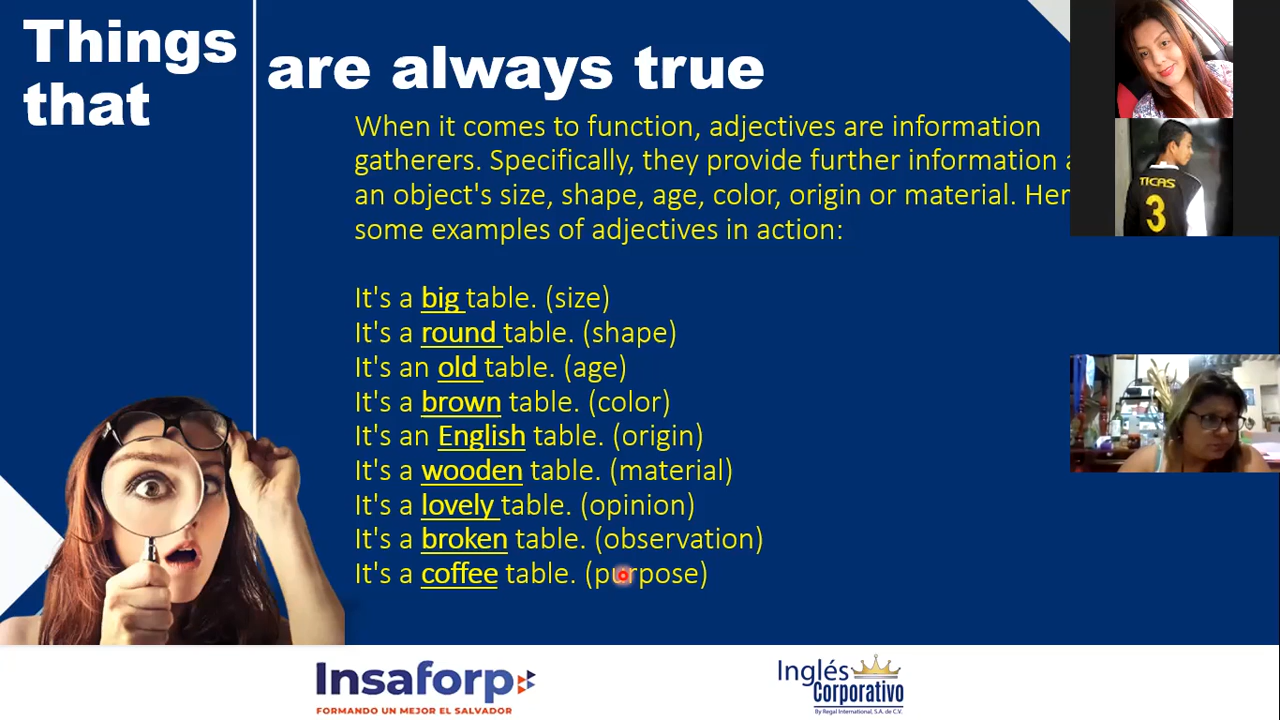 Things
that
are always true
When it comes to function, adjectives are information
gatherers. Specifically, they provide further information
an object's size, shape, age, color, origin or material.
some examples of adjectives in action:
It's a big table. (size)
It's a round table. (shape)
It's an old table. (age)
It's a brown table. (color)
It's an English table. (origin)
It's a wooden table. (material)
It's a lovely table. (opinion)
It's a broken table. (observation)
It's a coffee table. (purpose)
TICAS
3
Insaforp
FORMANDO UN MEJOR EL SALVADOR
Inglés
Corporativo
By Regal International, S.A. de C.V.